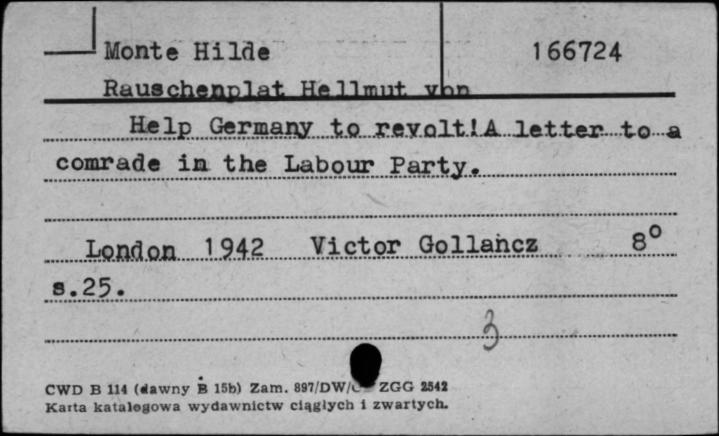 Monte Hilde 166724
Rauschenplat Hellmut von
Help Germany to revolt!A letter to a
comrade in the Labour Party.
London 1942 Victor Gollancz 8°
s.25.
3
CWD B 114 (dawny B 15b) Zam. 897/DW/ ZGG 2542
Karta katalogowa wydawnictw ciągłych i zwartych.